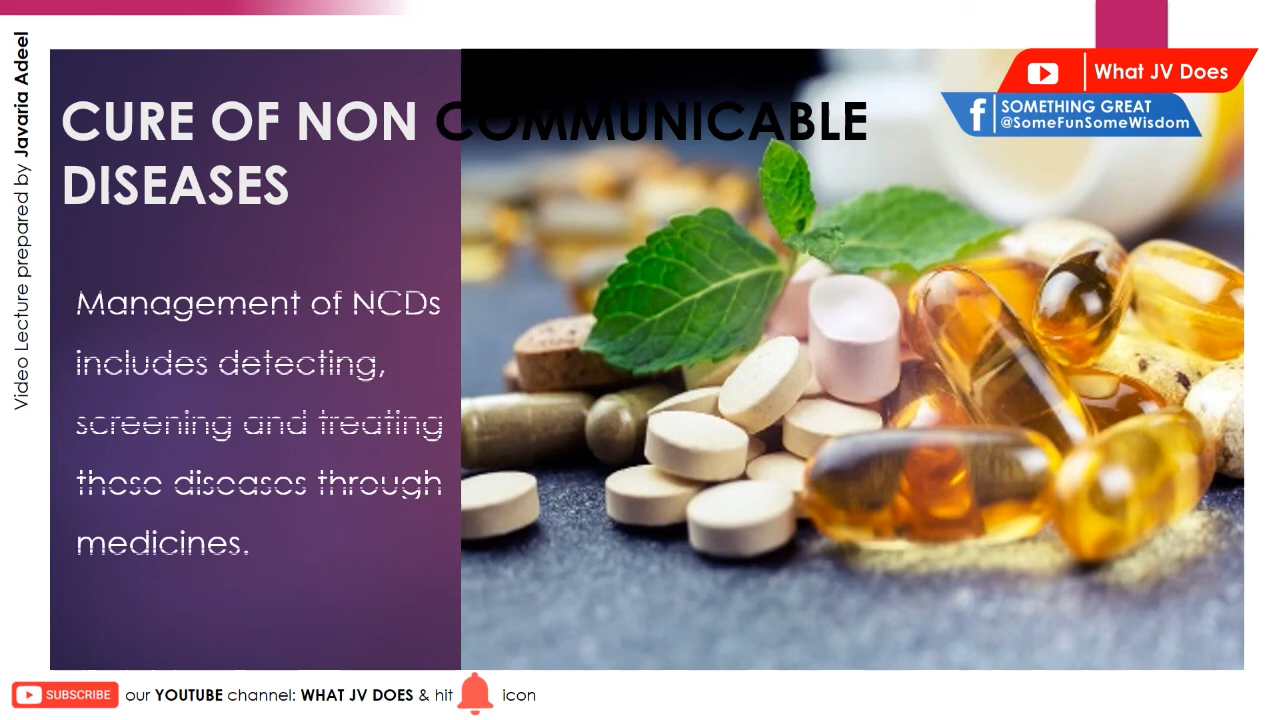 CURE OF NON COMMUNICABLE
DISEASES
Management of NCDs
includes detecting,
screening and treating
these diseases through
medicines.
Video Lecture prepared by Javaria Adeel
What JV Does
SOMETHING GREAT
@SomeFunSomeWisdom
SUBSCRIBE our YOUTUBE channel: WHAT JV DOES & hit icon